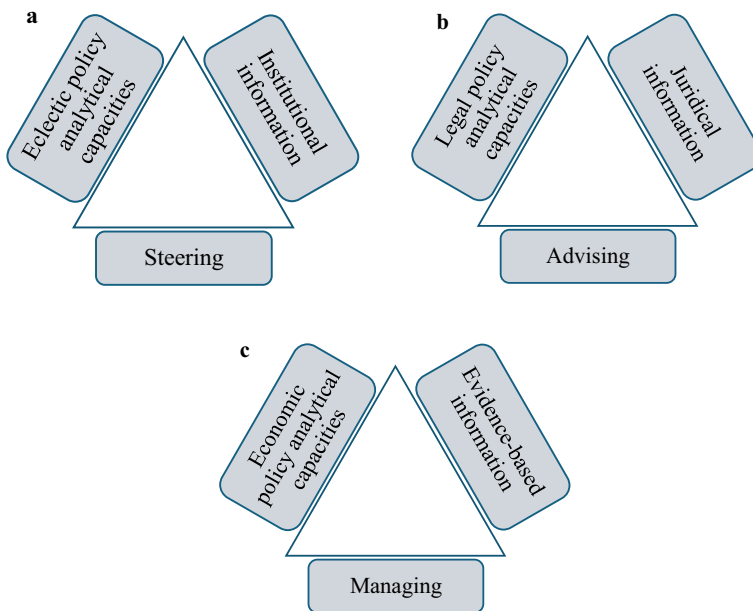 a
Eclectic policy
analytical
capacities
Institutional
information
Steering
b
Legal policy
analytical
capacities
Juridical
information
Advising
c
Economic
policy analytical
capacities
Evidence-based
information
Managing